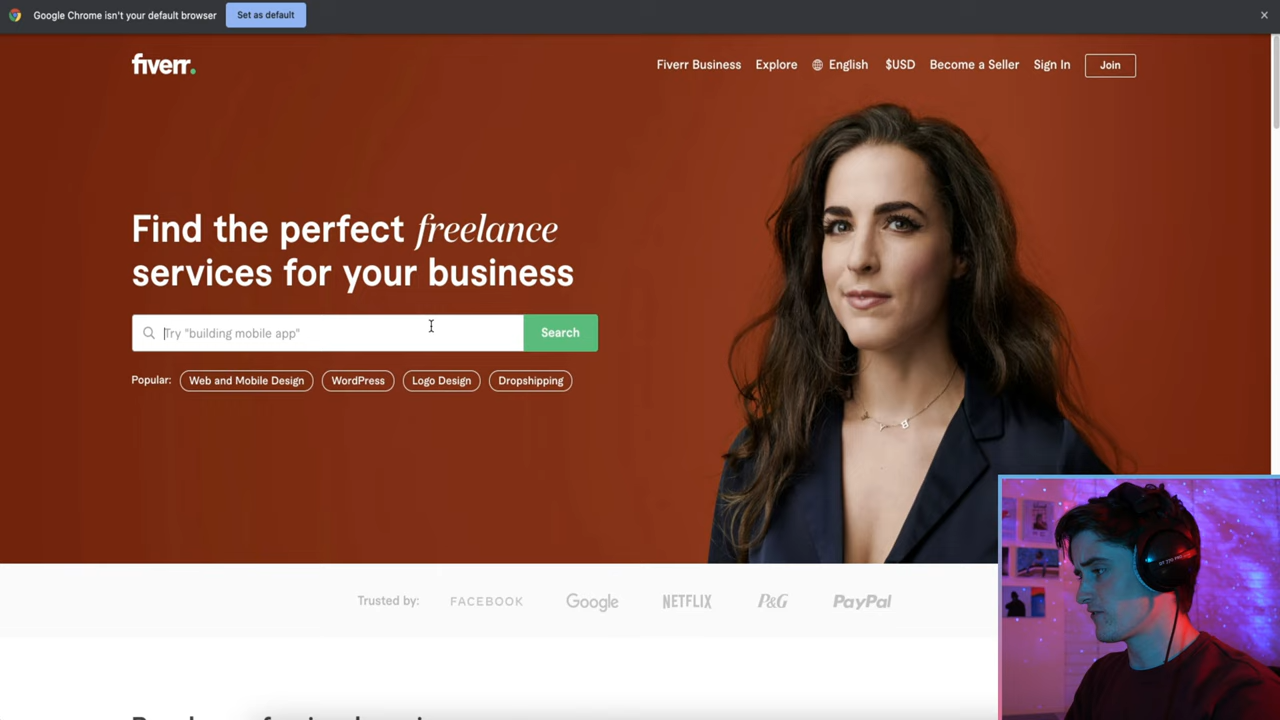 Google Chrome isn't your default browser
Set as default
fiverr.
Fiverr Business
Explore
English
$USD
Become a Seller
Sign In
Join
Find the perfect freelance
services for your business
Try "building mobile app"
Search
Popular:
Web and Mobile Design
WordPress
Logo Design
Dropshipping
Trusted by:
FACEBOOK
Google
NETFLIX
P&G
PayPal